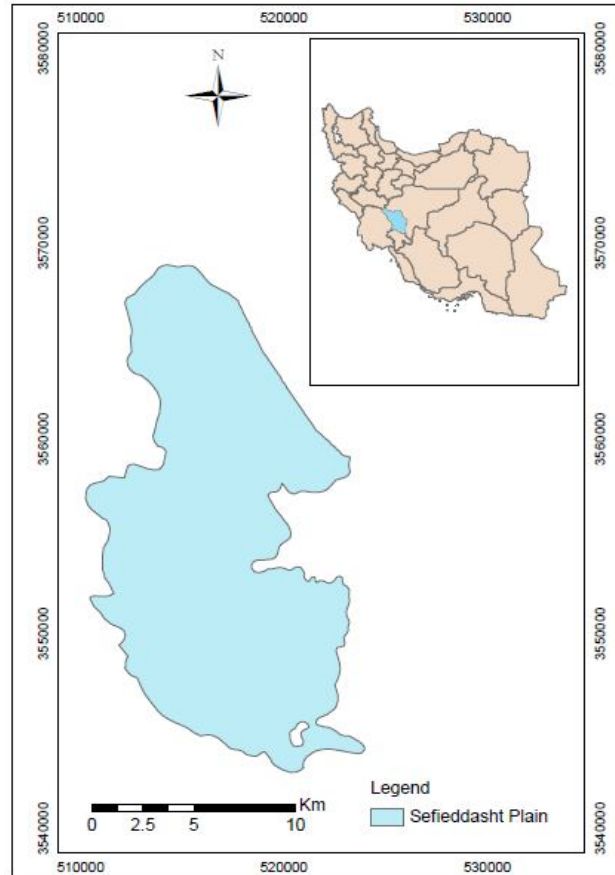 510000 520000 530000
3580000 3580000
N
3570000 3570000
3560000 3560000
3550000 3550000
Legend
Km
Sefieddasht Plain
0 2.5 5 10
3540000 3540000
510000 520000 530000